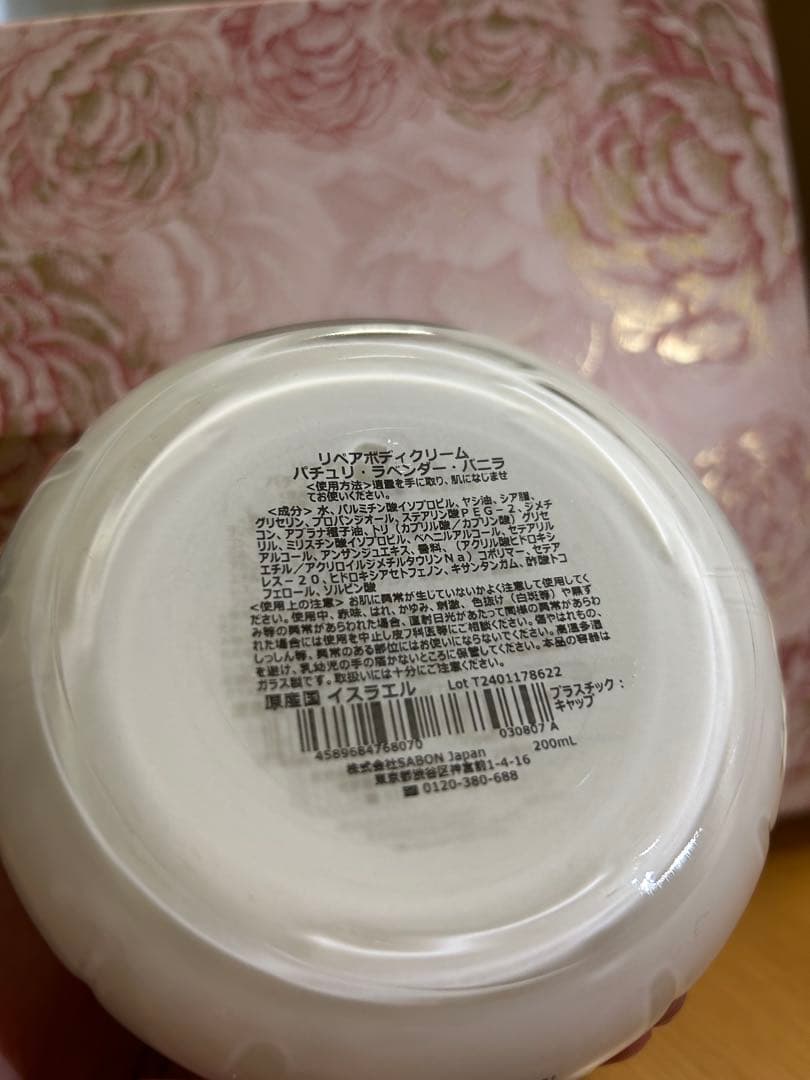 リペアボディクリーム
パチュリ・ラベンダー・バニラ
<使用方法>適量を手に取り、肌になじませ
てお使いください。
<成分> 水、パルミチン酸イソプロピル、ヤシ油、シア脂、
グリセリン、プロパンジオール、ステアリン酸PEG-2、ジメチ
コン、アブラナ種子油、トリ(カプリル酸/カプリン酸)グリセ
リル、ミリスチン酸イソプロピル、ベヘニルアルコール、セテアリル
アルコール、アンザンジュエキス、香料、(アクリル酸ヒドロキシ
エチル/アクリロイルジメチルタウリンNa)コポリマー、セテア
レス-20、ヒドロキシアセトフェノン、キサンタンガム、酢酸トコ
フェロール、ソルビン酸
<使用上の注意> お肌に異常が生じていないかよく注意して使用してく
ださい。使用中、赤味、はれ、かゆみ、刺激、色抜け(白斑等)や黒ず
み等の異常があらわれた場合、直射日光があたって同様の異常があらわ
れた場合には使用を中止し皮フ科医等にご相談ください。傷やはれもの、
しっしん等、異常のある部位にはお使いにならないでください。高温多湿
を避け、乳幼児の手の届かないところに保管してください。本品の容器は
ガラス製です。取扱いには十分にご注意ください。
原産国 イスラエル Lot T2401178622
プラスチック:
キャップ
4589684768070 030807 A
200mL
株式会社SABON Japan
東京都渋谷区神宮前1-4-16
0120-380-688